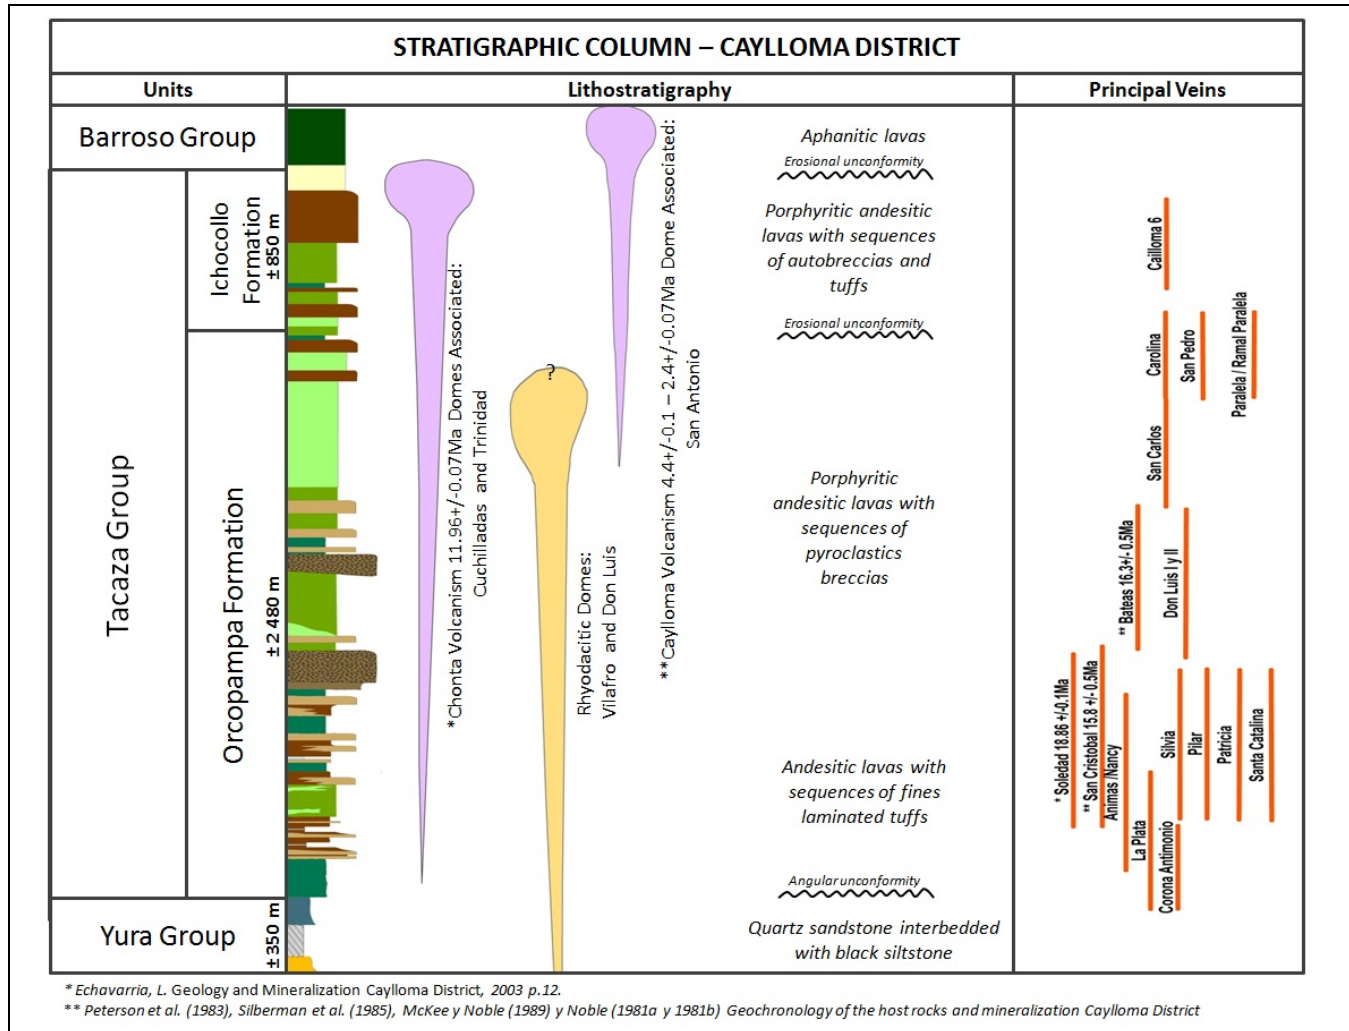 STRATIGRAPHIC COLUMN – CAYLLOMA DISTRICT
Units
Lithostratigraphy
Principal Veins
Barroso Group
Tacaza Group
Ichocollo
Formation
± 850 m
Orcopampa Formation
± 2 480 m
Yura Group
± 350 m
*Chonta Volcanism 11.96+/-0.07Ma Domes Associated:
Cuchilladas and Trinidad
?
Rhyodacitic Domes:
Vilafro and Don Luis
**Caylloma Volcanism 4.4+/-0.1 – 2.4+/-0.07Ma Dome Associated:
San Antonio
Aphanitic lavas
Erosional unconformity
Porphyritic andesitic
lavas with sequences
of autobreccias and
tuffs
Erosional unconformity
Porphyritic
andesitic lavas with
sequences of
pyroclastics
breccias
Andesitic lavas with
sequences of fines
laminated tuffs
Angular unconformity
Quartz sandstone interbedded
with black siltstone
Cailloma 6
Carolina
San Pedro
Paralela / Ramal Paralela
San Carlos
** Bateas 16.3+/- 0.5Ma
Don Luis I y II
* Soledad 18.86 +/-0.1Ma
** San Cristobal 15.8 +/- 0.5Ma
Animas /Nancy
La Plata
Silvia
Pilar
Patricia
Santa Catalina
Corona Antimonio
* Echavarria, L. Geology and Mineralization Caylloma District, 2003 p.12.
** Peterson et al. (1983), Silberman et al. (1985), McKee y Noble (1989) y Noble (1981a y 1981b) Geochronology of the host rocks and mineralization Caylloma District